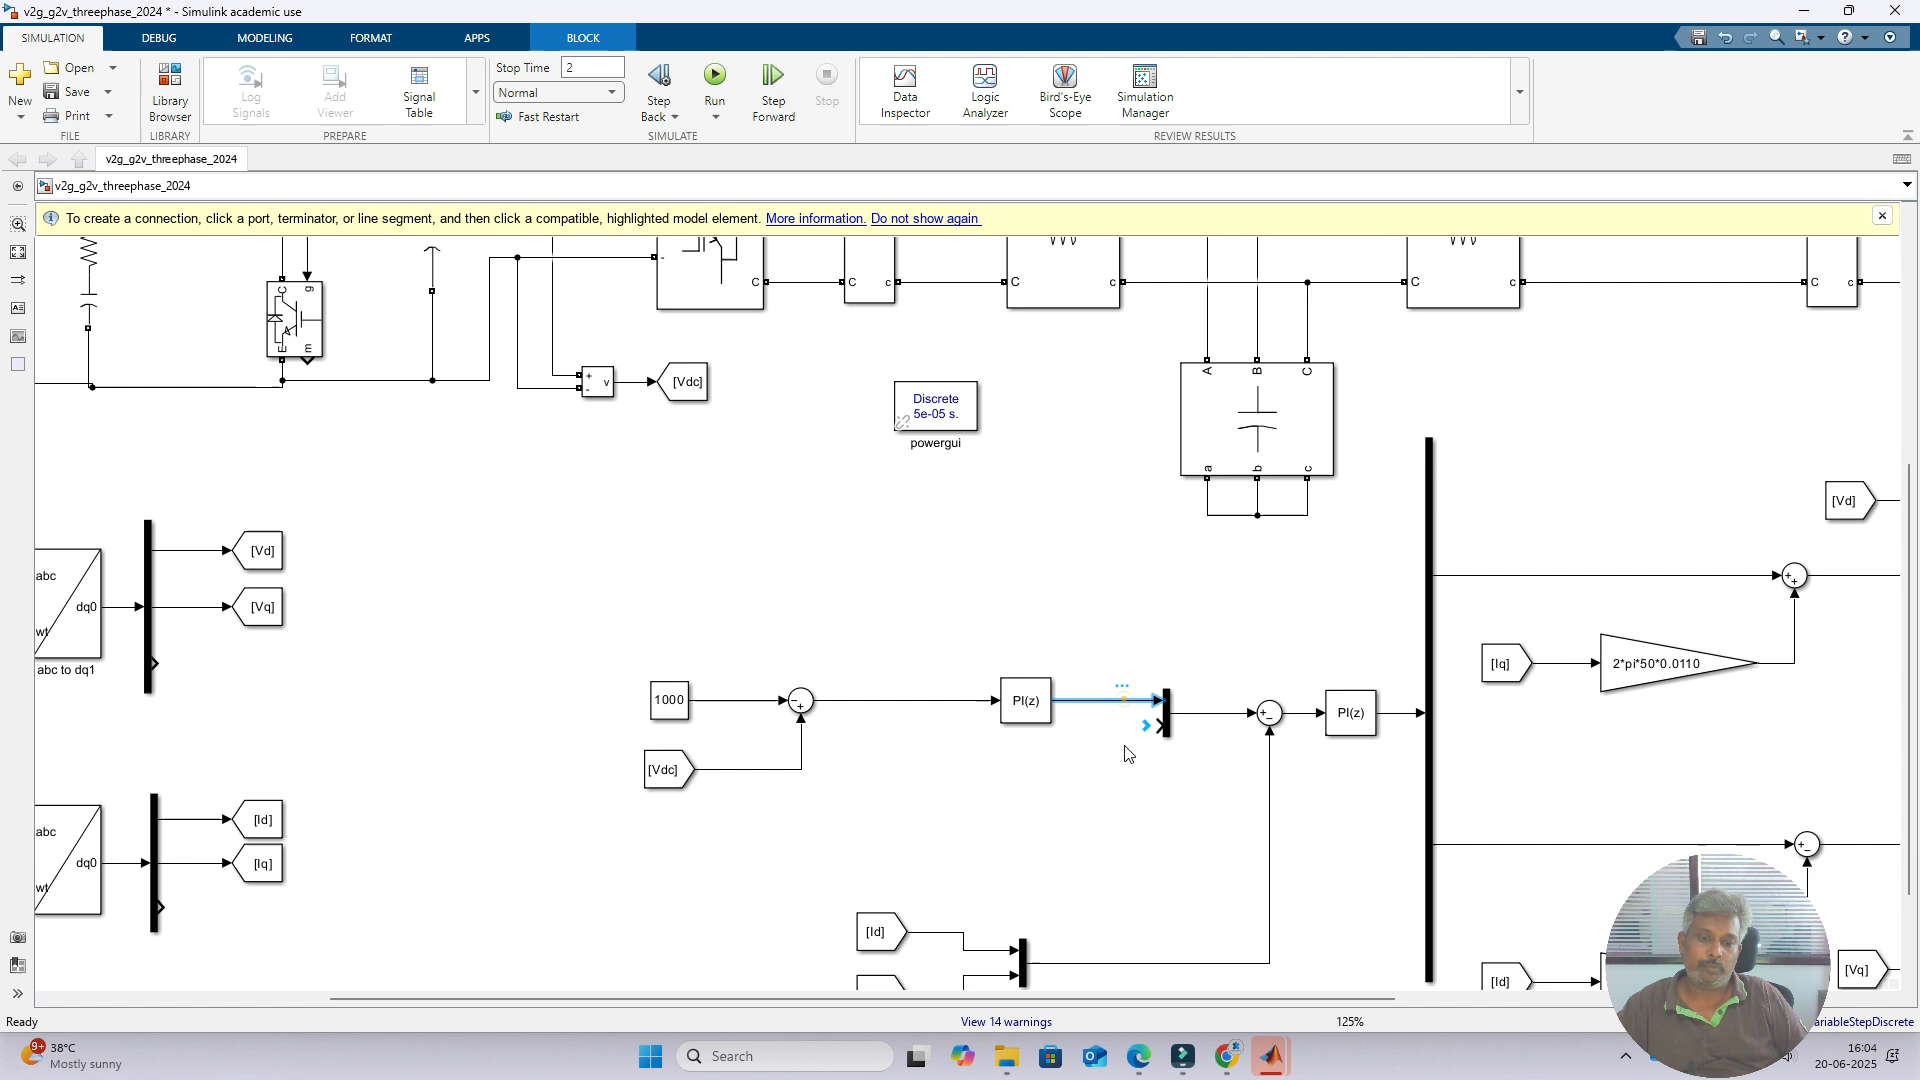 v2g_g2v_threephase_2024 * - Simulink academic use
SIMULATION DEBUG MODELING FORMAT APPS BLOCK
New
Open
Save
Print
FILE
Library
Browser
LIBRARY
Log
Signals
Add
Viewer
Signal
Table
PREPARE
Stop Time 2
Normal
Fast Restart
Step
Back
Run
Step
Forward
Stop
SIMULATE
Data
Inspector
Logic
Analyzer
Bird's-Eye
Scope
Simulation
Manager
REVIEW RESULTS
v2g_g2v_threephase_2024
v2g_g2v_threephase_2024
To create a connection, click a port, terminator, or line segment, and then click a compatible, highlighted model element. More information. Do not show again
C
g
E
m
+
-
v
[Vdc]
-
C
C c
C c
C c
C c
Discrete
5e-05 s.
powergui
A B C
a b c
[Vd]
abc
wt
dq0
abc to dq1
[Vd]
[Vq]
1000
[Vdc]
PI(z)
PI(z)
[Iq]
2*pi*50*0.0110
abc
wt
dq0
[Id]
[Iq]
[Id]
[Id]
[Vq]
Ready
View 14 warnings
125%
ariableStepDiscrete
9+
38°C
Mostly sunny
Search
16:04
20-06-2025